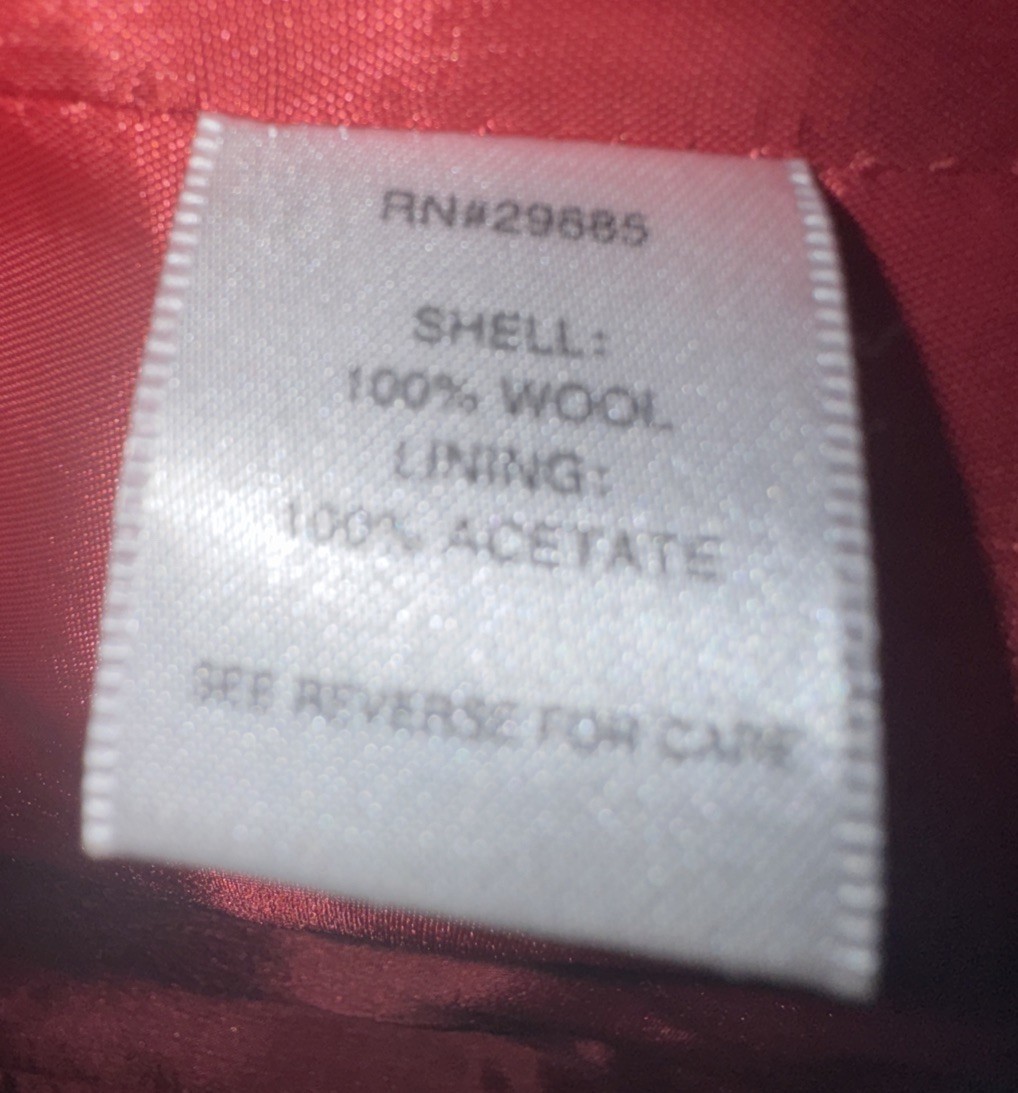 RN#29685
SHELL:
100% WOOL
LINING:
100% ACETATE
SEE REVERSE FOR CARE